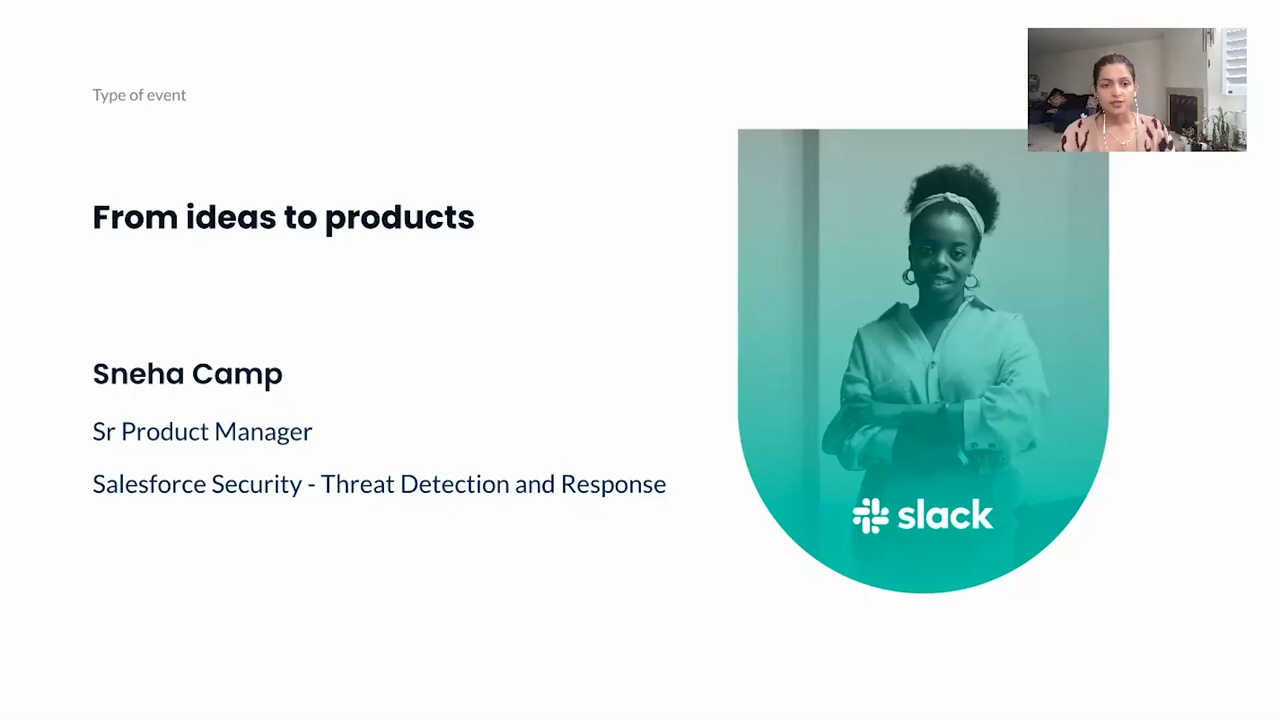 Type of event
From ideas to products
Sneha Camp
Sr Product Manager
Salesforce Security - Threat Detection and Response
slack